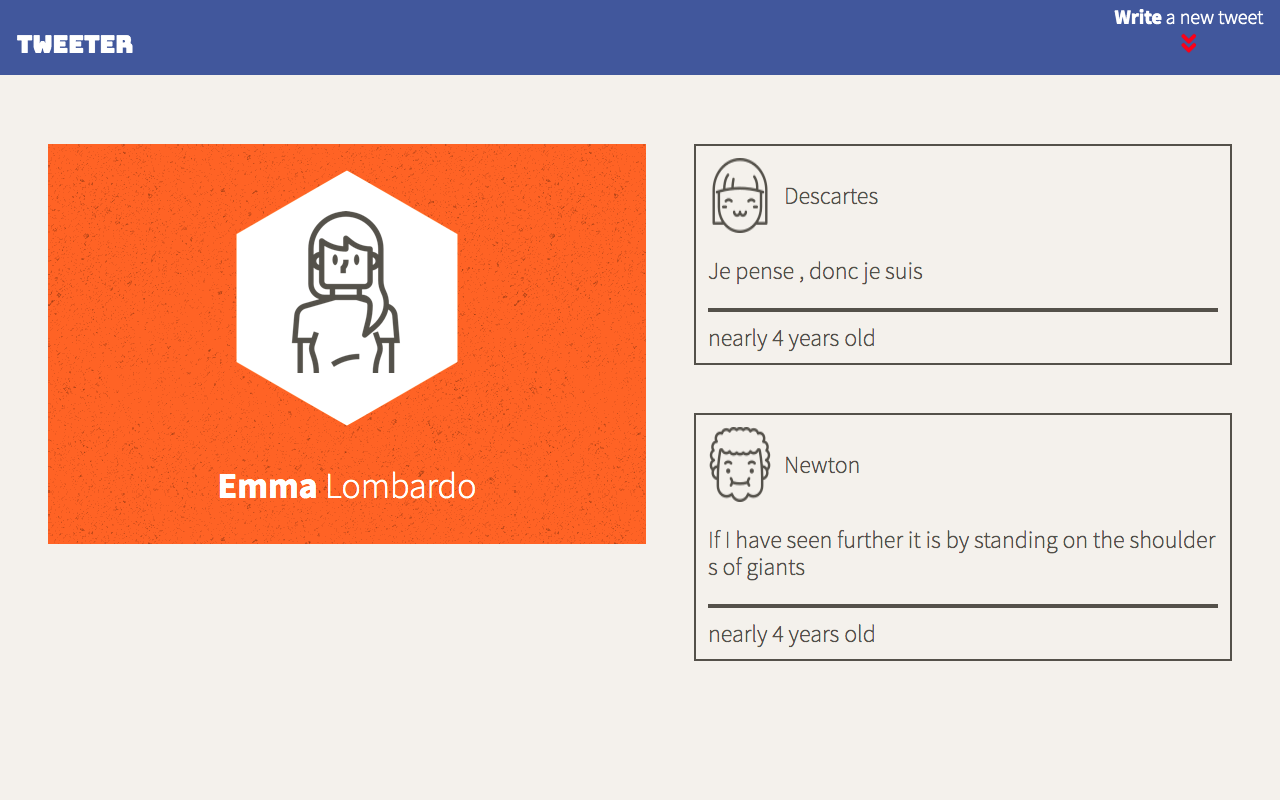 Write a new tweet
TWEETER
Emma Lombardo
Descartes
Je pense , donc je suis
nearly 4 years old
Newton
If I have seen further it is by standing on the shoulder
s of giants
nearly 4 years old